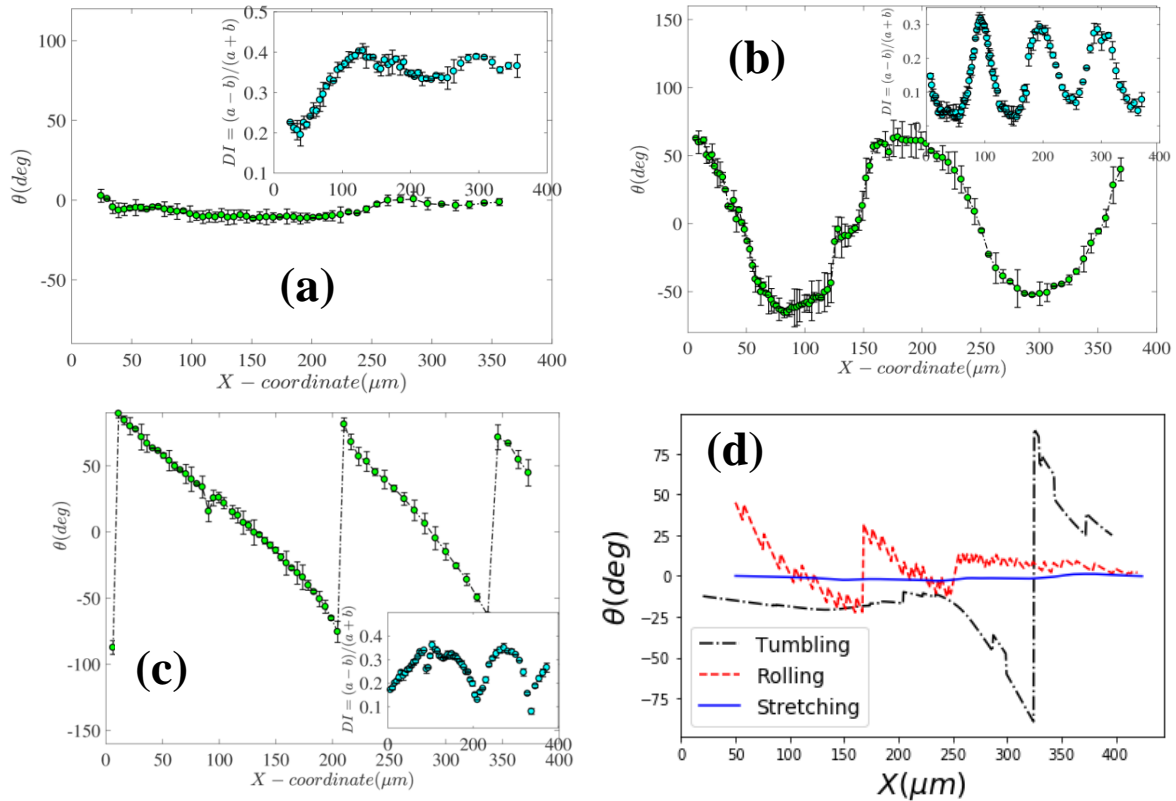 (a)
θ(deg)
100
50
0
-50
0 50 100 150 200 250 300 350 400
X − coordinate(μm)
DI = (a − b)/(a + b)
0.5
0.4
0.3
0.2
0.1
0 100 200 300 400
(b)
θ(deg)
150
100
50
0
-50
0 50 100 150 200 250 300 350 400
X − coordinate(μm)
DI = (a − b)/(a + b)
0.3
0.2
0.1
0 100 200 300 400
(c)
θ(deg)
50
0
-50
-100
-150
0 50 100 150 200 250 300 350 400
X − coordinate(μm)
DI = (a − b)/(a + b)
0.4
0.3
0.2
0.1
0 200 400
(d)
θ(deg)
75
50
25
0
-25
-50
-75
Tumbling
Rolling
Stretching
0 50 100 150 200 250 300 350 400
X(μm)